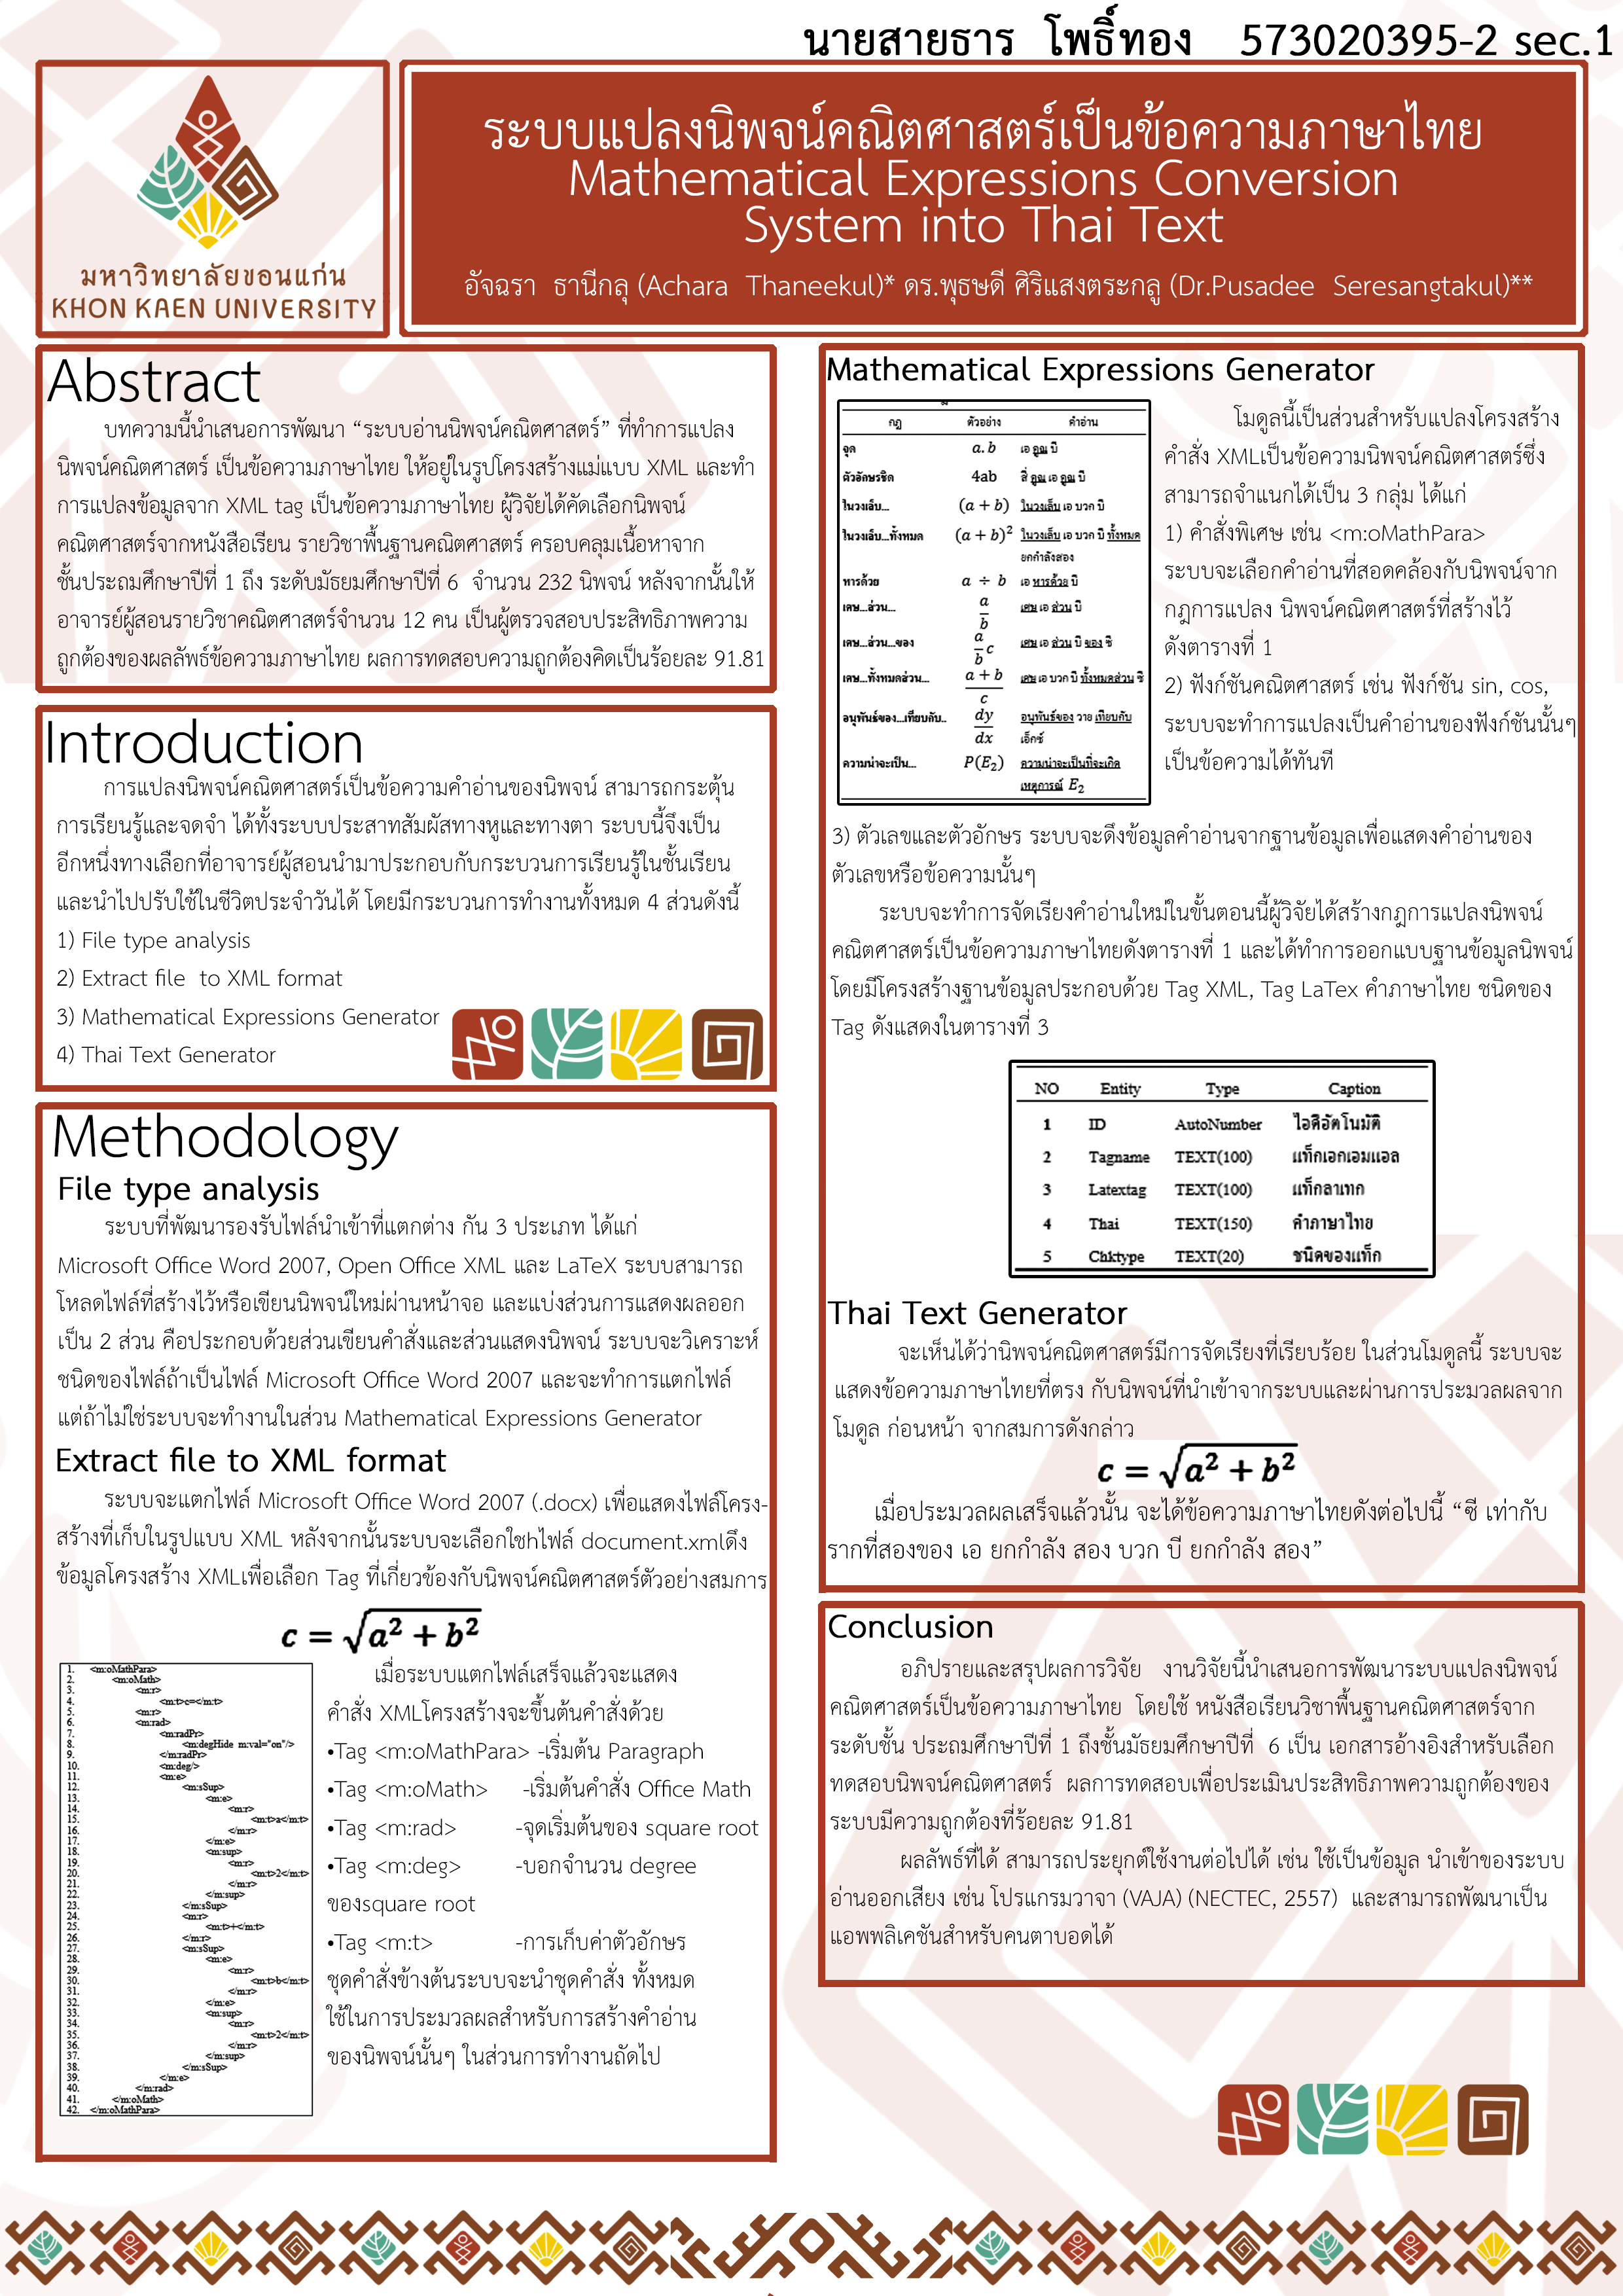 นายสายธาร โพธิ์ทอง 573020395-2 sec.1
มหาวิทยาลัยขอนแก่น
KHON KAEN UNIVERSITY
ระบบแปลงนิพจน์คณิตศาสตร์เป็นข้อความภาษาไทย
Mathematical Expressions Conversion
System into Thai Text
อัจฉรา ธานีกลุ (Achara Thaneekul)* ดร.พุธษดี ศิริแสงตระกลู (Dr.Pusadee Seresangtakul)**
Abstract
บทความนี้นำเสนอการพัฒนา “ระบบอ่านนิพจน์คณิตศาสตร์” ที่ทำการแปลง
นิพจน์คณิตศาสตร์ เป็นข้อความภาษาไทย ให้อยู่ในรูปโครงสร้างแม่แบบ XML และทำ
การแปลงข้อมูลจาก XML tag เป็นข้อความภาษาไทย ผู้วิจัยได้คัดเลือกนิพจน์
คณิตศาสตร์จากหนังสือเรียน รายวิชาพื้นฐานคณิตศาสตร์ ครอบคลุมเนื้อหาจาก
ชั้นประถมศึกษาปีที่ 1 ถึง ระดับมัธยมศึกษาปีที่ 6 จำนวน 232 นิพจน์ หลังจากนั้นให้
อาจารย์ผู้สอนรายวิชาคณิตศาสตร์จำนวน 12 คน เป็นผู้ตรวจสอบประสิทธิภาพความ
ถูกต้องของผลลัพธ์ข้อความภาษาไทย ผลการทดสอบความถูกต้องคิดเป็นร้อยละ 91.81
Introduction
การแปลงนิพจน์คณิตศาสตร์เป็นข้อความคำอ่านของนิพจน์ สามารถกระตุ้น
การเรียนรู้และจดจำ ได้ทั้งระบบประสาทสัมผัสทางหูและทางตา ระบบนี้จึงเป็น
อีกหนึ่งทางเลือกที่อาจารย์ผู้สอนนำมาประกอบกับกระบวนการเรียนรู้ในชั้นเรียน
และนำไปปรับใช้ในชีวิตประจำวันได้ โดยมีกระบวนการทำงานทั้งหมด 4 ส่วนดังนี้
1) File type analysis
2) Extract file to XML format
3) Mathematical Expressions Generator
4) Thai Text Generator
Methodology
File type analysis
ระบบที่พัฒนารองรับไฟล์นำเข้าที่แตกต่าง กัน 3 ประเภท ได้แก่
Microsoft Office Word 2007, Open Office XML และ LaTeX ระบบสามารถ
โหลดไฟล์ที่สร้างไว้หรือเขียนนิพจน์ใหม่ผ่านหน้าจอ และแบ่งส่วนการแสดงผลออก
เป็น 2 ส่วน คือประกอบด้วยส่วนเขียนคำสั่งและส่วนแสดงนิพจน์ ระบบจะวิเคราะห์
ชนิดของไฟล์ถ้าเป็นไฟล์ Microsoft Office Word 2007 และจะทำการแตกไฟล์
แต่ถ้าไม่ใช่ระบบจะทำงานในส่วน Mathematical Expressions Generator
Extract file to XML format
ระบบจะแตกไฟล์ Microsoft Office Word 2007 (.docx) เพื่อแสดงไฟล์โครง-
สร้างที่เก็บในรูปแบบ XML หลังจากนั้นระบบจะเลือกใชhไฟล์ document.xmlดึง
ข้อมูลโครงสร้าง XMLเพื่อเลือก Tag ที่เกี่ยวข้องกับนิพจน์คณิตศาสตร์ตัวอย่างสมการ
c = √a² + b²
1. <m:oMathPara>
2. <m:oMath>
3. <m:r>
4. <m:t>c=</m:t>
5. <m:r>
6. <m:rad>
7. <m:radPr>
8. <m:degHide m:val="on"/>
9. </m:radPr>
10. <m:deg/>
11. <m:e>
12. <m:sSup>
13. <m:e>
14. <m:r>
15. <m:t>a</m:t>
16. </m:r>
17. </m:e>
18. <m:sup>
19. <m:r>
20. <m:t>2</m:t>
21. </m:r>
22. </m:sup>
23. </m:sSup>
24. <m:r>
25. <m:t>+</m:t>
26. </m:r>
27. <m:sSup>
28. <m:e>
29. <m:r>
30. <m:t>b</m:t>
31. </m:r>
32. </m:e>
33. <m:sup>
34. <m:r>
35. <m:t>2</m:t>
36. </m:r>
37. </m:sup>
38. </m:sSup>
39. </m:e>
40. </m:rad>
41. </m:oMath>
42. </m:oMathPara>
เมื่อระบบแตกไฟล์เสร็จแล้วจะแสดง
คำสั่ง XMLโครงสร้างจะขึ้นต้นคำสั่งด้วย
•Tag <m:oMathPara> -เริ่มต้น Paragraph
•Tag <m:oMath> -เริ่มต้นคำสั่ง Office Math
•Tag <m:rad> -จุดเริ่มต้นของ square root
•Tag <m:deg> -บอกจำนวน degree
ของsquare root
•Tag <m:t> -การเก็บค่าตัวอักษร
ชุดคำสั่งข้างต้นระบบจะนำชุดคำสั่ง ทั้งหมด
ใช้ในการประมวลผลสำหรับการสร้างคำอ่าน
ของนิพจน์นั้นๆ ในส่วนการทำงานถัดไป
Mathematical Expressions Generator
กฎ ตัวอย่าง คำอ่าน
จุด a.b เอ คูณ บี
ตัวอักษรชิด 4ab สี่ คูณ เอ คูณ บี
ในวงเล็บ... (a + b) ในวงเล็บ เอ บวก บี
ในวงเล็บ...ทั้งหมด (a + b)² ในวงเล็บ เอ บวก บี ทั้งหมด
ยกกำลังสอง
หารด้วย a ÷ b เอ หารด้วย บี
เศษ...ส่วน... a/b เศษ เอ ส่วน บี
เศษ...ส่วน...ของ a/b c เศษ เอ ส่วน บี ของ ซี
เศษ...ทั้งหมดส่วน... a + b/c เศษ เอ บวก บี ทั้งหมดส่วน ซี
อนุพันธ์ของ...เทียบกับ.. dy/dx อนุพันธ์ของ วาย เทียบกับ
เอ็กซ์
ความน่าจะเป็น... P(E₂) ความน่าจะเป็นที่จะเกิด
เหตุการณ์ E₂
โมดูลนี้เป็นส่วนสำหรับแปลงโครงสร้าง
คำสั่ง XMLเป็นข้อความนิพจน์คณิตศาสตร์ซึ่ง
สามารถจำแนกได้เป็น 3 กลุ่ม ได้แก่
1) คำสั่งพิเศษ เช่น <m:oMathPara>
ระบบจะเลือกคำอ่านที่สอดคล้องกับนิพจน์จาก
กฎการแปลง นิพจน์คณิตศาสตร์ที่สร้างไว้
ดังตารางที่ 1
2) ฟังก์ชันคณิตศาสตร์ เช่น ฟังก์ชัน sin, cos,
ระบบจะทำการแปลงเป็นคำอ่านของฟังก์ชันนั้นๆ
เป็นข้อความได้ทันที
3) ตัวเลขและตัวอักษร ระบบจะดึงข้อมูลคำอ่านจากฐานข้อมูลเพื่อแสดงคำอ่านของ
ตัวเลขหรือข้อความนั้นๆ
ระบบจะทำการจัดเรียงคำอ่านใหม่ในขั้นตอนนี้ผู้วิจัยได้สร้างกฎการแปลงนิพจน์
คณิตศาสตร์เป็นข้อความภาษาไทยดังตารางที่ 1 และได้ทำการออกแบบฐานข้อมูลนิพจน์
โดยมีโครงสร้างฐานข้อมูลประกอบด้วย Tag XML, Tag LaTex คำภาษาไทย ชนิดของ
Tag ดังแสดงในตารางที่ 3
NO Entity Type Caption
1 ID AutoNumber ไอดีอัตโนมัติ
2 Tagname TEXT(100) แท็กเอกเอมแอล
3 Latextag TEXT(100) แท็กลาเทก
4 Thai TEXT(150) คำภาษาไทย
5 Chktype TEXT(20) ชนิดของแท็ก
Thai Text Generator
จะเห็นได้ว่านิพจน์คณิตศาสตร์มีการจัดเรียงที่เรียบร้อย ในส่วนโมดูลนี้ ระบบจะ
แสดงข้อความภาษาไทยที่ตรง กับนิพจน์ที่นำเข้าจากระบบและผ่านการประมวลผลจาก
โมดูล ก่อนหน้า จากสมการดังกล่าว
c = √a² + b²
เมื่อประมวลผลเสร็จแล้วนั้น จะได้ข้อความภาษาไทยดังต่อไปนี้ “ซี เท่ากับ
รากที่สองของ เอ ยกกำลัง สอง บวก บี ยกกำลัง สอง”
Conclusion
อภิปรายและสรุปผลการวิจัย งานวิจัยนี้นำเสนอการพัฒนาระบบแปลงนิพจน์
คณิตศาสตร์เป็นข้อความภาษาไทย โดยใช้ หนังสือเรียนวิชาพื้นฐานคณิตศาสตร์จาก
ระดับชั้น ประถมศึกษาปีที่ 1 ถึงชั้นมัธยมศึกษาปีที่ 6 เป็น เอกสารอ้างอิงสำหรับเลือก
ทดสอบนิพจน์คณิตศาสตร์ ผลการทดสอบเพื่อประเมินประสิทธิภาพความถูกต้องของ
ระบบมีความถูกต้องที่ร้อยละ 91.81
ผลลัพธ์ที่ได้ สามารถประยุกต์ใช้งานต่อไปได้ เช่น ใช้เป็นข้อมูล นำเข้าของระบบ
อ่านออกเสียง เช่น โปรแกรมวาจา (VAJA) (NECTEC, 2557) และสามารถพัฒนาเป็น
แอพพลิเคชันสำหรับคนตาบอดได้